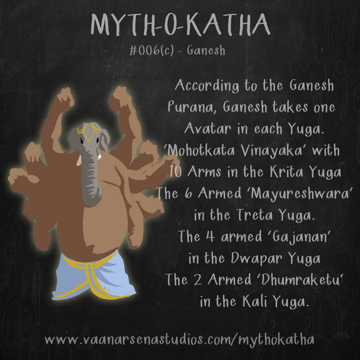 MYTH-O-KATHA
#006(c) - Ganesh
According to the Ganesh
Purana, Ganesh takes one
Avatar in each Yuga.
'Mohotkata Vinayaka' with
10 Arms in the Krita Yuga
The 6 Armed 'Mayureshwara'
in the Treta Yuga.
The 4 armed 'Gajanan'
in the Dwapar Yuga
The 2 Armed 'Dhumraketu'
in the Kali Yuga.
www.vaanarsenastudios.com/mythokatha